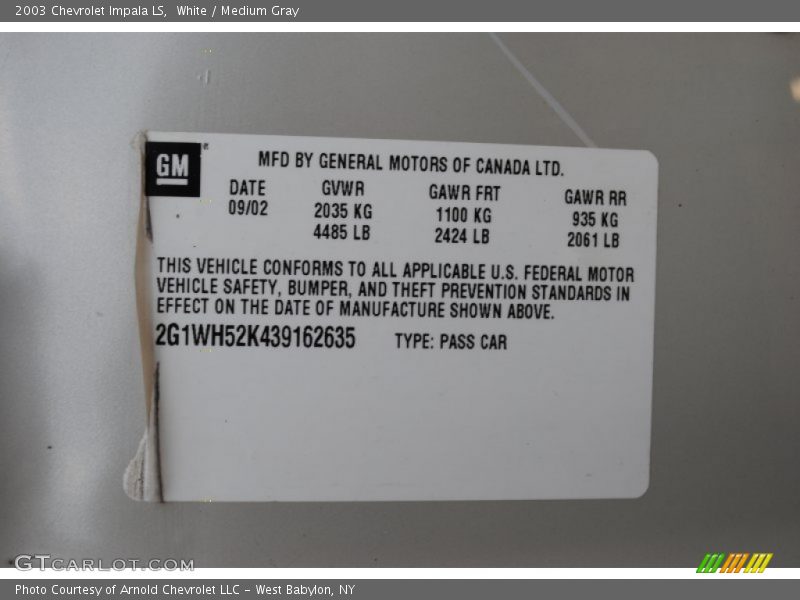 2003 Chevrolet Impala LS, White / Medium Gray
GM
MFD BY GENERAL MOTORS OF CANADA LTD.
DATE GVWR GAWR FRT GAWR RR
09/02 2035 KG 1100 KG 935 KG
4485 LB 2424 LB 2061 LB
THIS VEHICLE CONFORMS TO ALL APPLICABLE U.S. FEDERAL MOTOR
VEHICLE SAFETY, BUMPER, AND THEFT PREVENTION STANDARDS IN
EFFECT ON THE DATE OF MANUFACTURE SHOWN ABOVE.
2G1WH52K439162635 TYPE: PASS CAR
GTCARLOT.COM
Photo Courtesy of Arnold Chevrolet LLC - West Babylon, NY